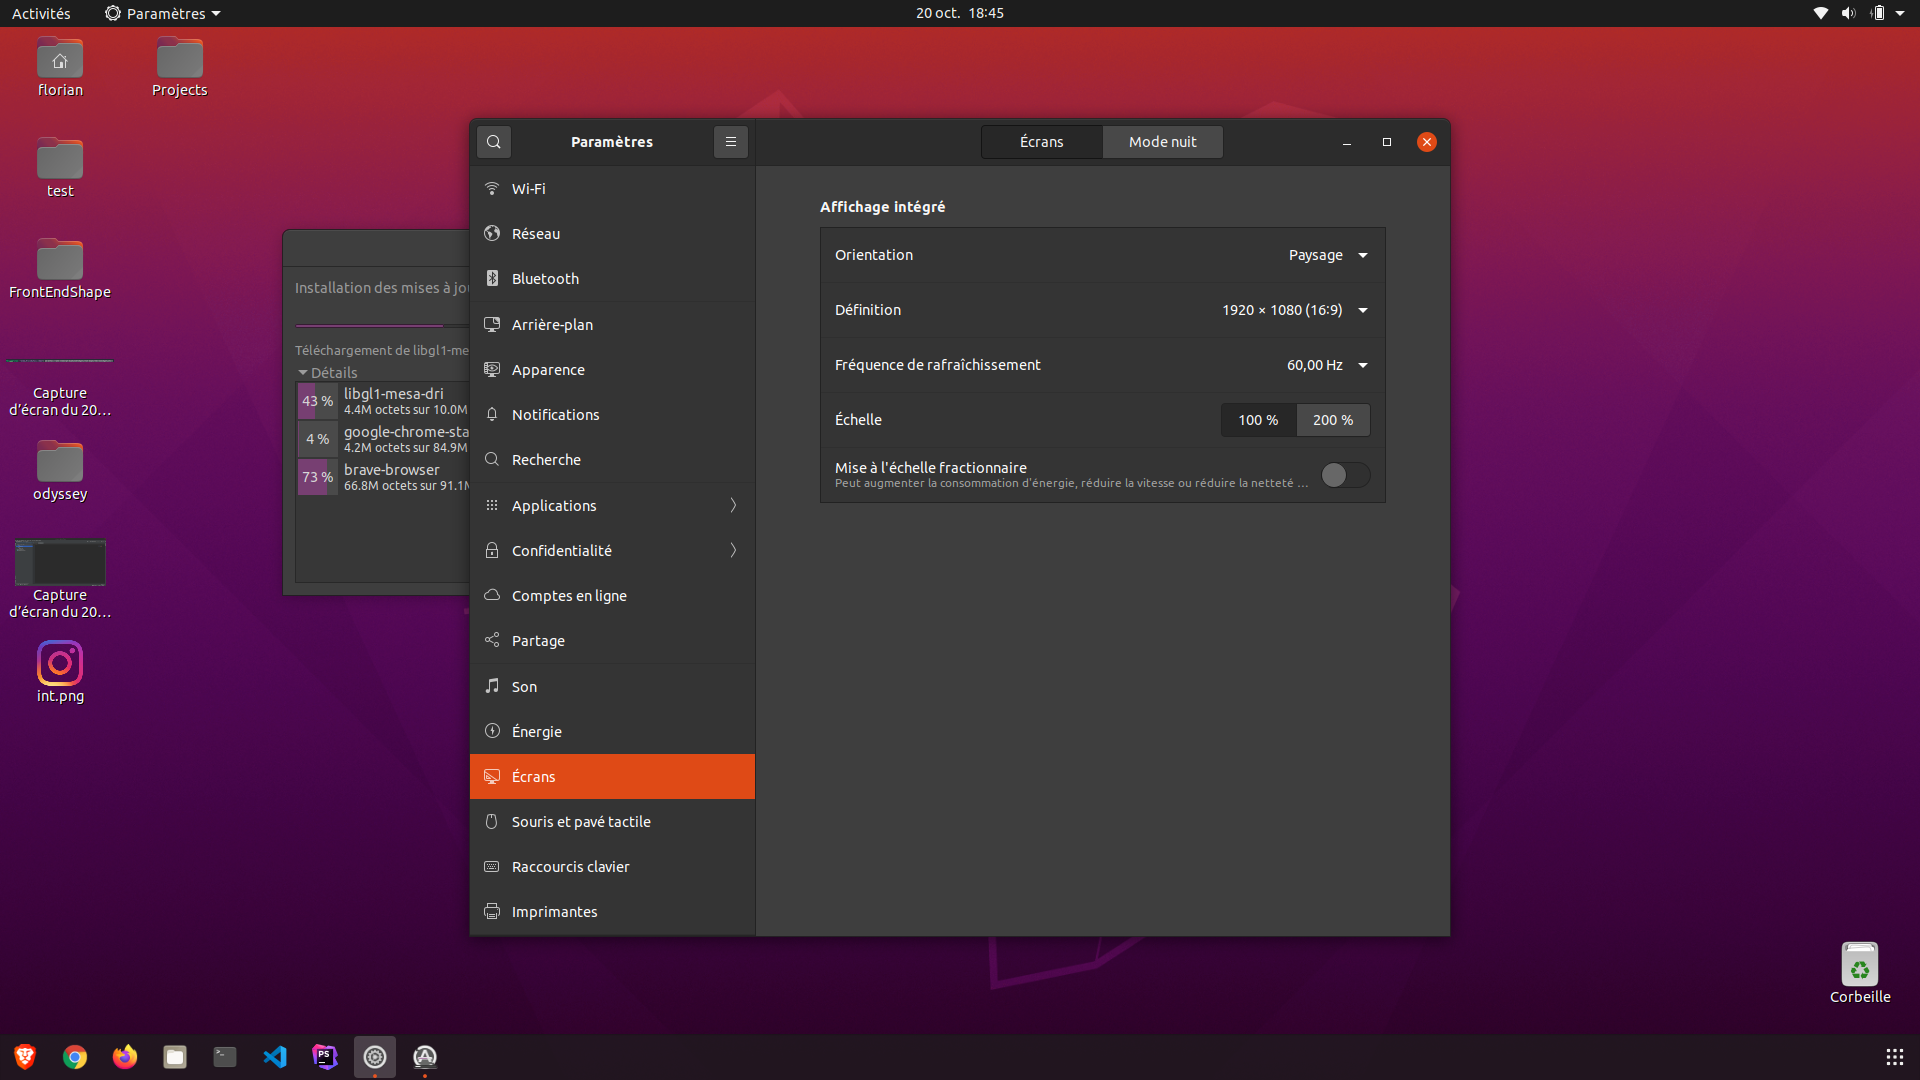 Activités
Paramètres
20 oct. 18:45
florian
Projects
test
FrontEndShape
Capture
d'écran du 20…
odyssey
Capture
d'écran du 20…
int.png
Installation des mises à jou
Téléchargement de libgl1-me
Détails
43 %
libgl1-mesa-dri
4.4M octets sur 10.0M
4 %
google-chrome-sta
4.2M octets sur 84.9M
73 %
brave-browser
66.8M octets sur 91.1M
Paramètres
Wi-Fi
Réseau
Bluetooth
Arrière-plan
Apparence
Notifications
Recherche
Applications
Confidentialité
Comptes en ligne
Partage
Son
Énergie
Écrans
Souris et pavé tactile
Raccourcis clavier
Imprimantes
Écrans
Mode nuit
Affichage intégré
Orientation
Paysage
Définition
1920 × 1080 (16:9)
Fréquence de rafraîchissement
60,00 Hz
Échelle
100 %
200 %
Mise à l'échelle fractionnaire
Peut augmenter la consommation d'énergie, réduire la vitesse ou réduire la netteté …
Corbeille
PS